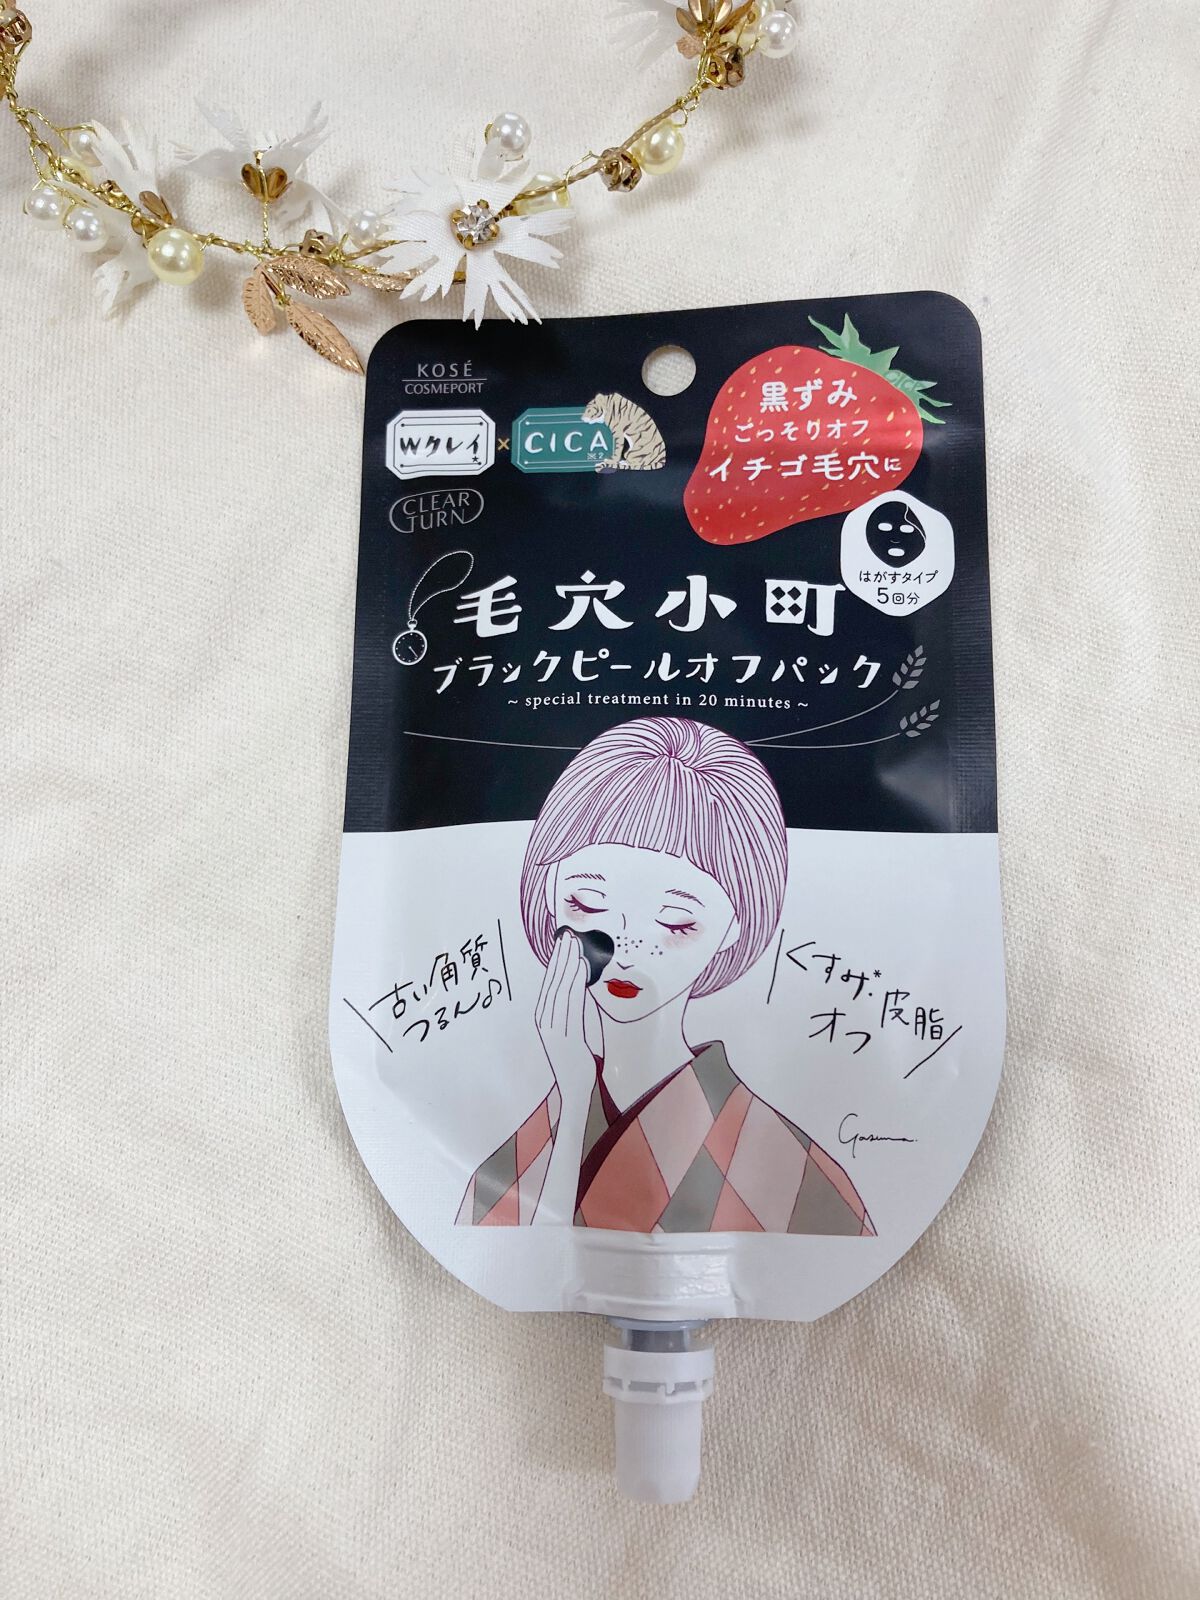 KOSÉ
COSMEPORT
Wクレイ × CICA
※2
CLEAR
TURN
黒ずみ
ごっそりオフ
イチゴ毛穴に
CICA
はがすタイプ
5回分
毛穴小町
ブラックピールオフパック
~ special treatment in 20 minutes ~
古い角質
つるん♪
くすみ*・皮脂
オフ